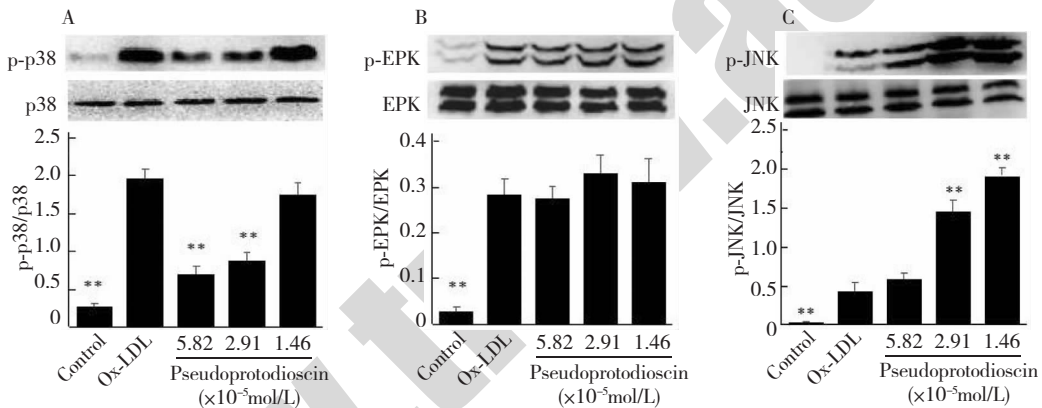 A
p-p38
p38
p-p38/p38
2.5
2.0
1.5
1.0
0.5
0
**
**
**
Control
Ox-LDL
5.82 2.91 1.46
Pseudoprotodioscin
(×10⁻⁵mol/L)
B
p-EPK
EPK
p-EPK/EPK
0.4
0.3
0.2
0.1
0
**
Control
Ox-LDL
5.82 2.91 1.46
Pseudoprotodioscin
(×10⁻⁵mol/L)
C
p-JNK
JNK
p-JNK/JNK
2.5
2.0
1.5
1.0
0.5
0
**
**
**
Control
Ox-LDL
5.82 2.91 1.46
Pseudoprotodioscin
(×10⁻⁵mol/L)